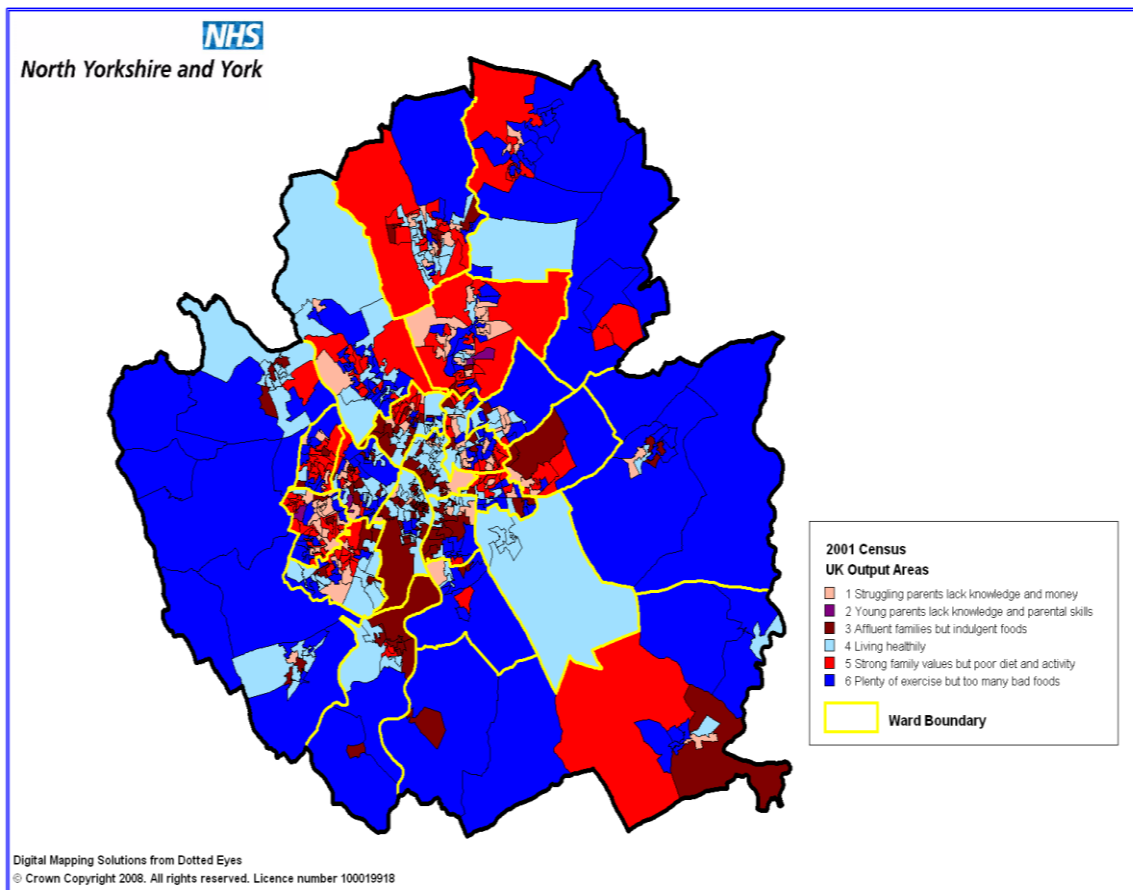 NHS
North Yorkshire and York
2001 Census
UK Output Areas
1 Struggling parents lack knowledge and money
2 Young parents lack knowledge and parental skills
3 Affluent families but indulgent foods
4 Living healthily
5 Strong family values but poor diet and activity
6 Plenty of exercise but too many bad foods
Ward Boundary
Digital Mapping Solutions from Dotted Eyes
© Crown Copyright 2008. All rights reserved. Licence number 100019918